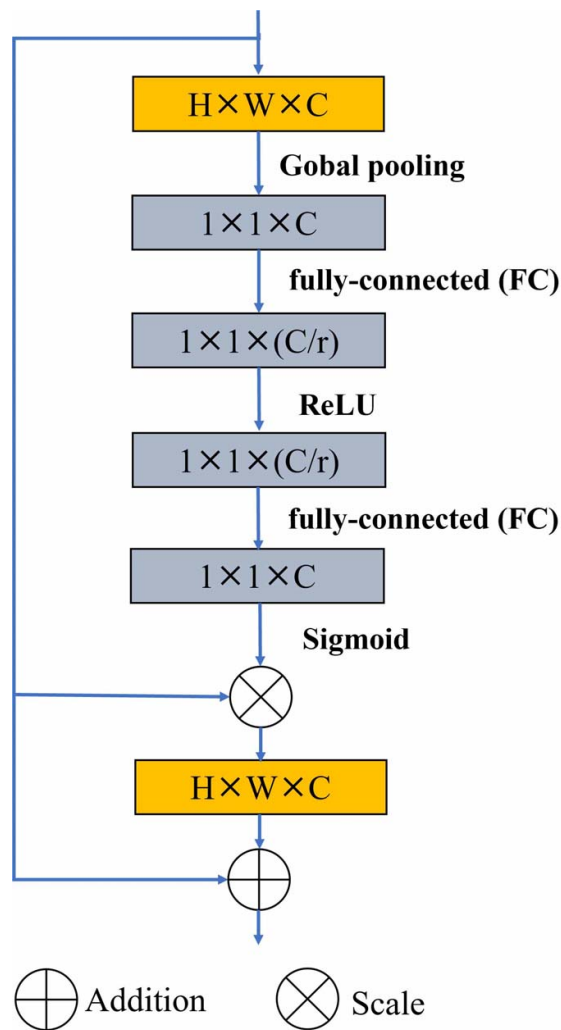 H×W×C
Gobal pooling
1×1×C
fully-connected (FC)
1×1×(C/r)
ReLU
1×1×(C/r)
fully-connected (FC)
1×1×C
Sigmoid
H×W×C
Addition Scale